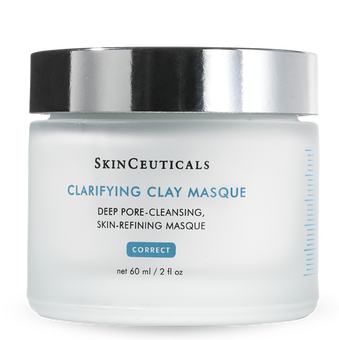 SKINCEUTICALS
CLARIFYING CLAY MASQUE
DEEP PORE-CLEANSING,
SKIN-REFINING MASQUE
CORRECT
net 60 ml / 2 fl oz